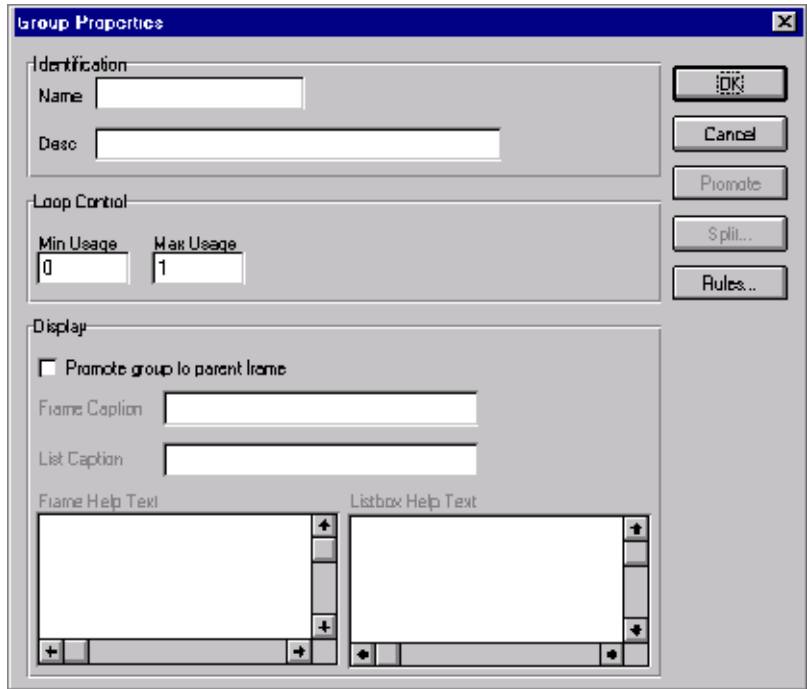 Group Properties
Identification
Name
Desc
Loop Control
Min Usage Max Usage
0 1
Display
Promote group to parent frame
Frame Caption
List Caption
Frame Help Text Listbox Help Text
OK
Cancel
Promote
Split...
Rules...